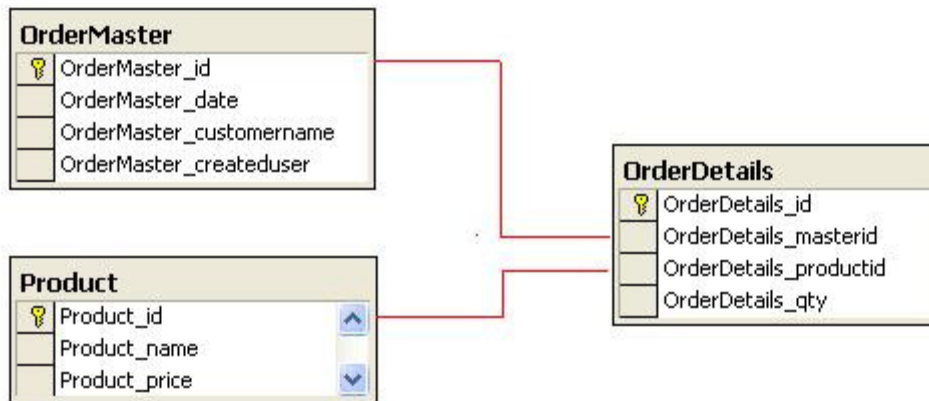 OrderMaster
OrderMaster_id
OrderMaster_date
OrderMaster_customername
OrderMaster_createduser
OrderDetails
OrderDetails_id
OrderDetails_masterid
OrderDetails_productid
OrderDetails_qty
Product
Product_id
Product_name
Product_price